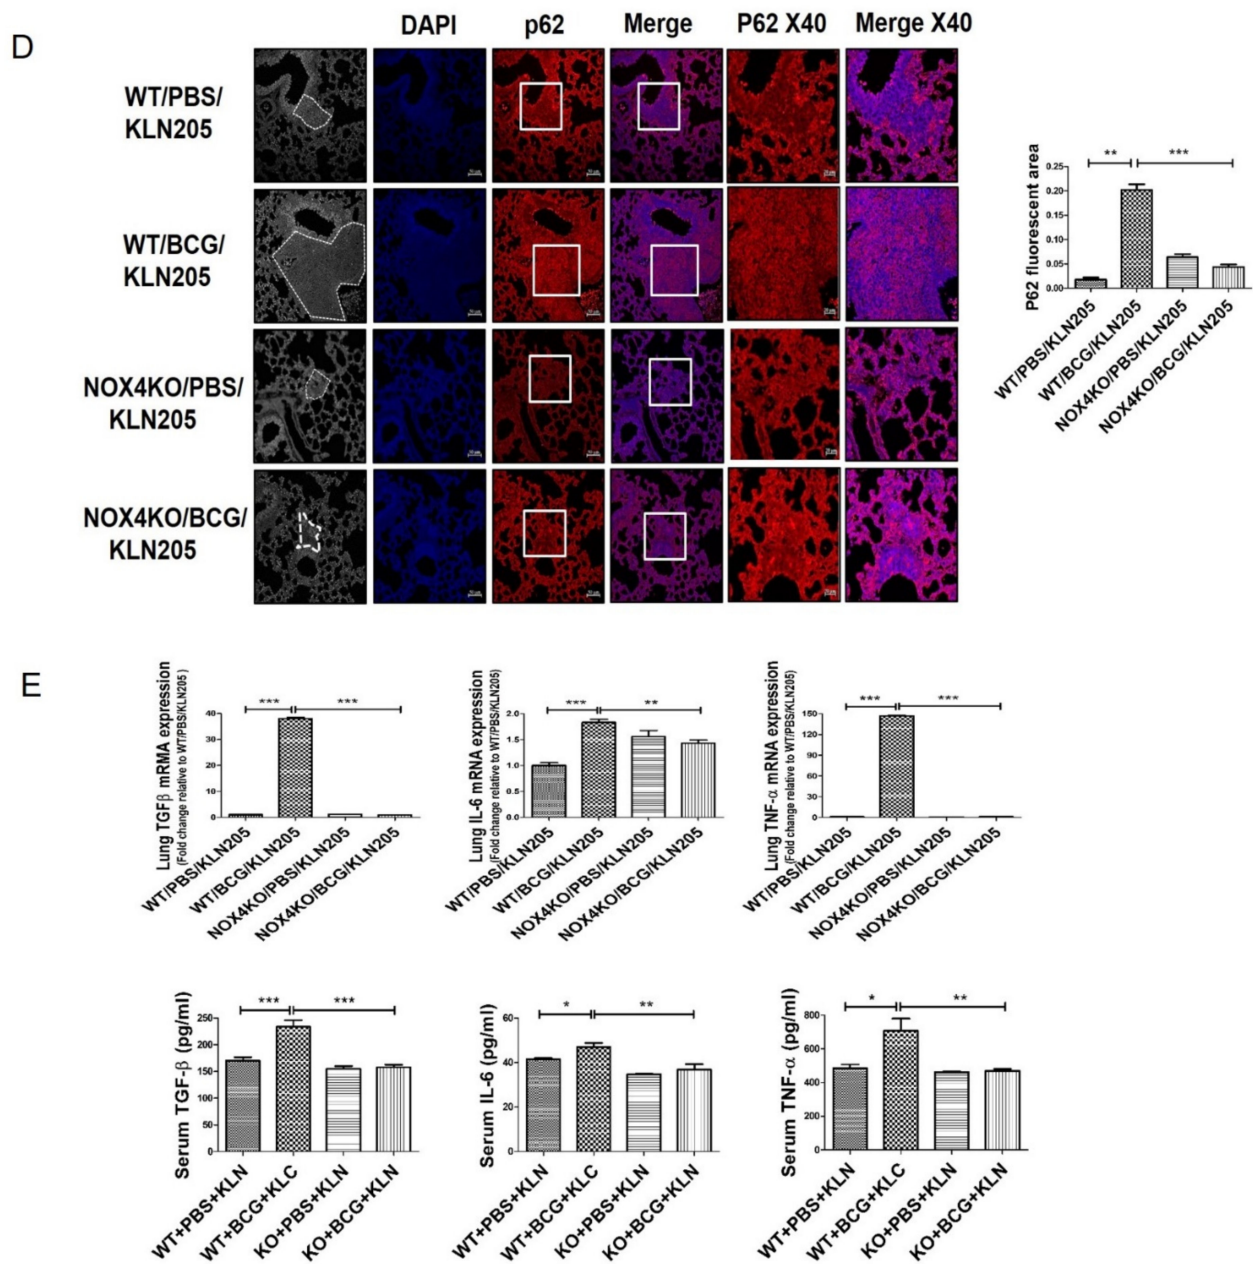 D
DAPI
p62
Merge
P62 X40
Merge X40
WT/PBS/
KLN205
WT/BCG/
KLN205
NOX4KO/PBS/
KLN205
NOX4KO/BCG/
KLN205
P62 fluorescent area
0.25
0.20
0.15
0.10
0.05
0.00
**
***
WT/PBS/KLN205
WT/BCG/KLN205
NOX4KO/PBS/KLN205
NOX4KO/BCG/KLN205
E
Lung TGFβ mRMA expression
(Fold change relative to WT/PBS/KLN205 )
40
30
20
10
0
***
***
WT/PBS/KLN205
WT/BCG/KLN205
NOX4KO/PBS/KLN205
NOX4KO/BCG/KLN205
Lung IL-6 mRNA expression
(Fold change relative to WT/PBS/KLN205)
2.0
1.5
1.0
0.5
0.0
***
**
WT/PBS/KLN205
WT/BCG/KLN205
NOX4KO/PBS/KLN205
NOX4KO/BCG/KLN205
Lung TNF-α mRNA expression
(Fold change relative to WT/PBS/KLN205)
150
120
90
60
30
0
***
***
WT/PBS/KLN205
WT/BCG/KLN205
NOX4KO/PBS/KLN205
NOX4KO/BCG/KLN205
Serum TGF-β (pg/ml)
250
200
150
100
50
0
***
***
WT+PBS+KLN
WT+BCG+KLC
KO+PBS+KLN
KO+BCG+KLN
Serum IL-6 (pg/ml)
60
40
20
0
*
**
WT+PBS+KLN
WT+BCG+KLC
KO+PBS+KLN
KO+BCG+KLN
Serum TNF-α (pg/ml)
800
600
400
200
0
*
**
WT+PBS+KLN
WT+BCG+KLC
KO+PBS+KLN
KO+BCG+KLN